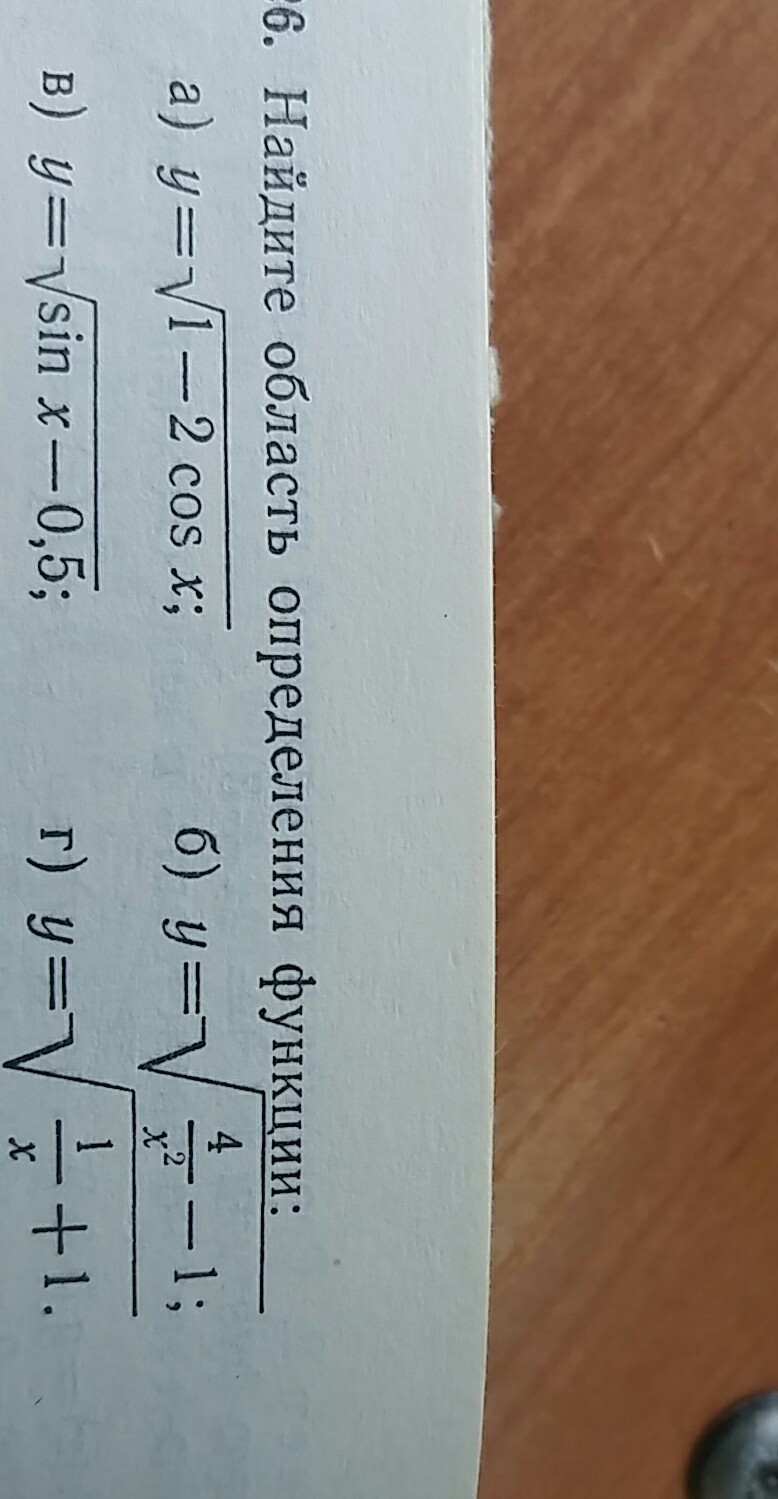 6. Найдите область определения функции:
а) y=√(1−2 cos x); б) y=√(4/x²−1);
в) y=√(sin x−0,5); г) y=√(1/x+1).